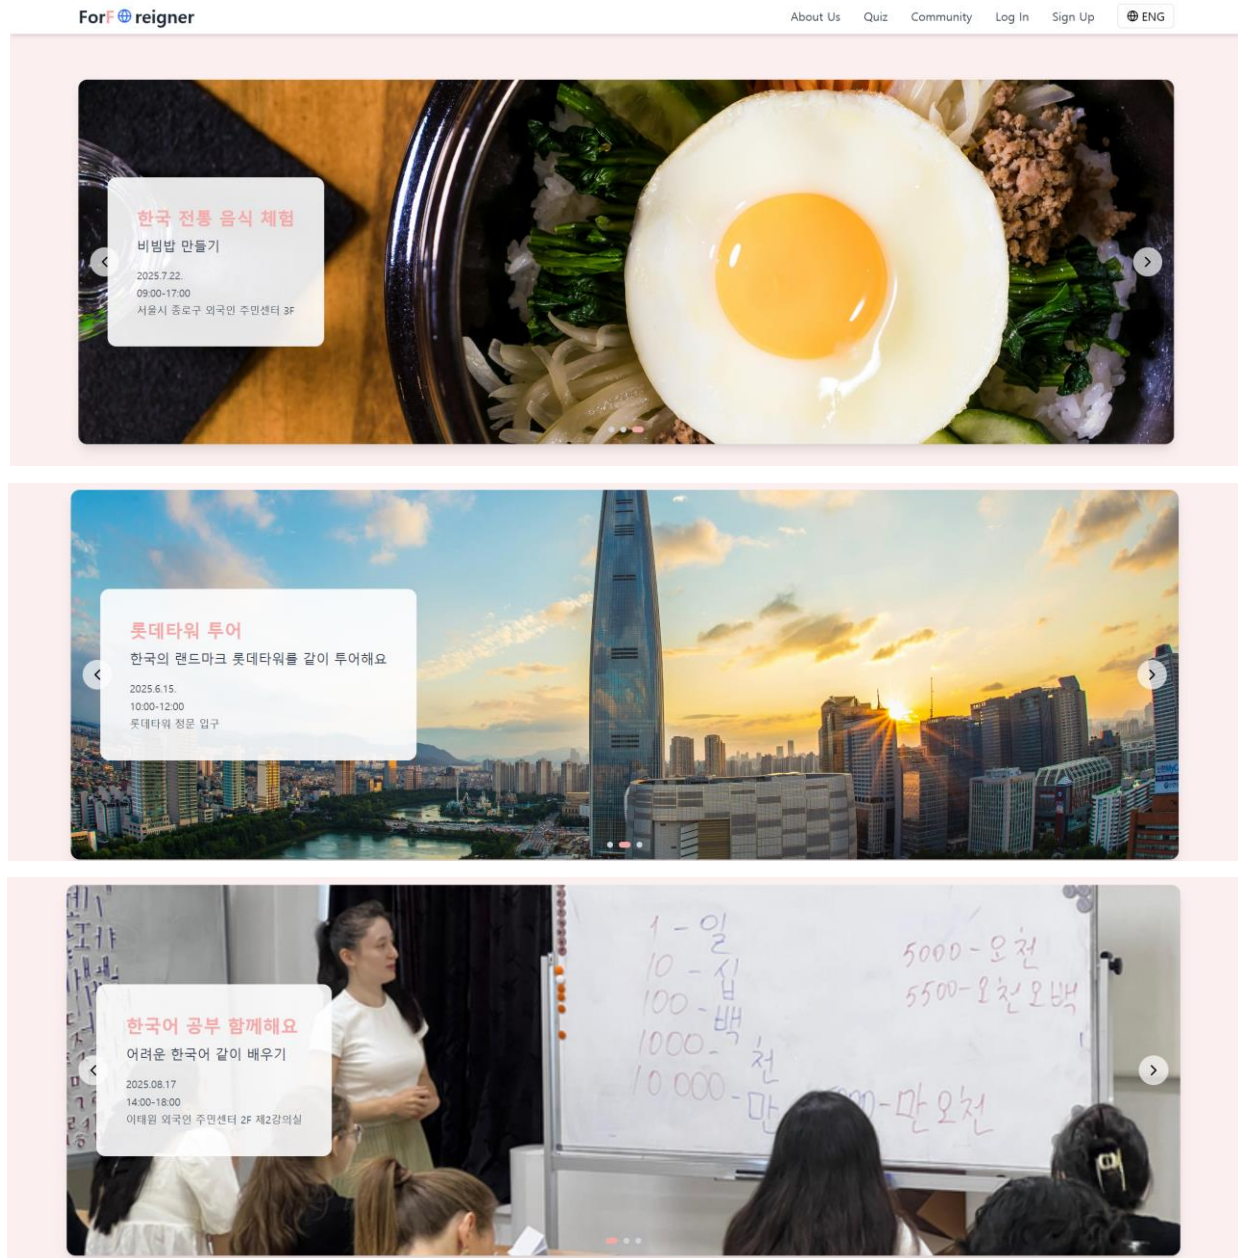 ForForeigner
About Us
Quiz
Community
Log In
Sign Up
ENG
한국 전통 음식 체험
비빔밥 만들기
2025.7.22.
09:00-17:00
서울시 종로구 외국인 주민센터 3F
롯데타워 투어
한국의 랜드마크 롯데타워를 같이 투어해요
2025.6.15.
10:00-12:00
롯데타워 정문 입구
한국어 공부 함께해요
어려운 한국어 같이 배우기
2025.08.17
14:00-18:00
이태원 외국인 주민센터 2F 제2강의실
1 - 일
10 - 십
100 - 백
1000 - 천
10 000 - 만
5000 - 오천
5500 - 오천오백
만오천